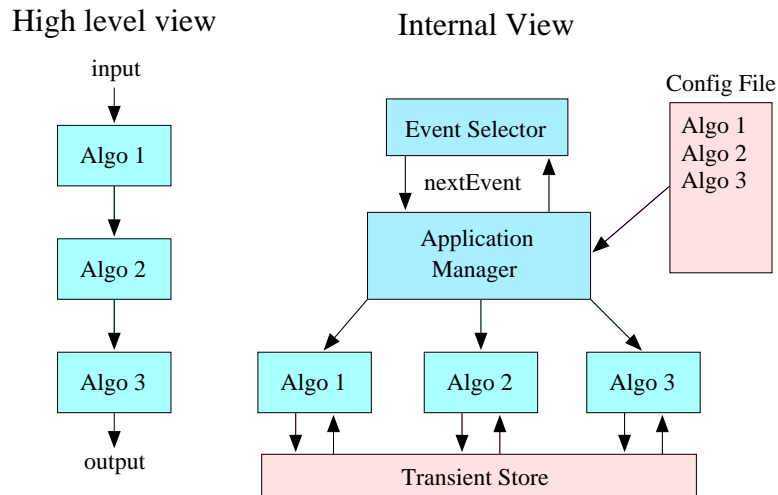 High level view
input
Algo 1
Algo 2
Algo 3
output
Internal View
Event Selector
nextEvent
Application
Manager
Config File
Algo 1
Algo 2
Algo 3
Algo 1
Algo 2
Algo 3
Transient Store